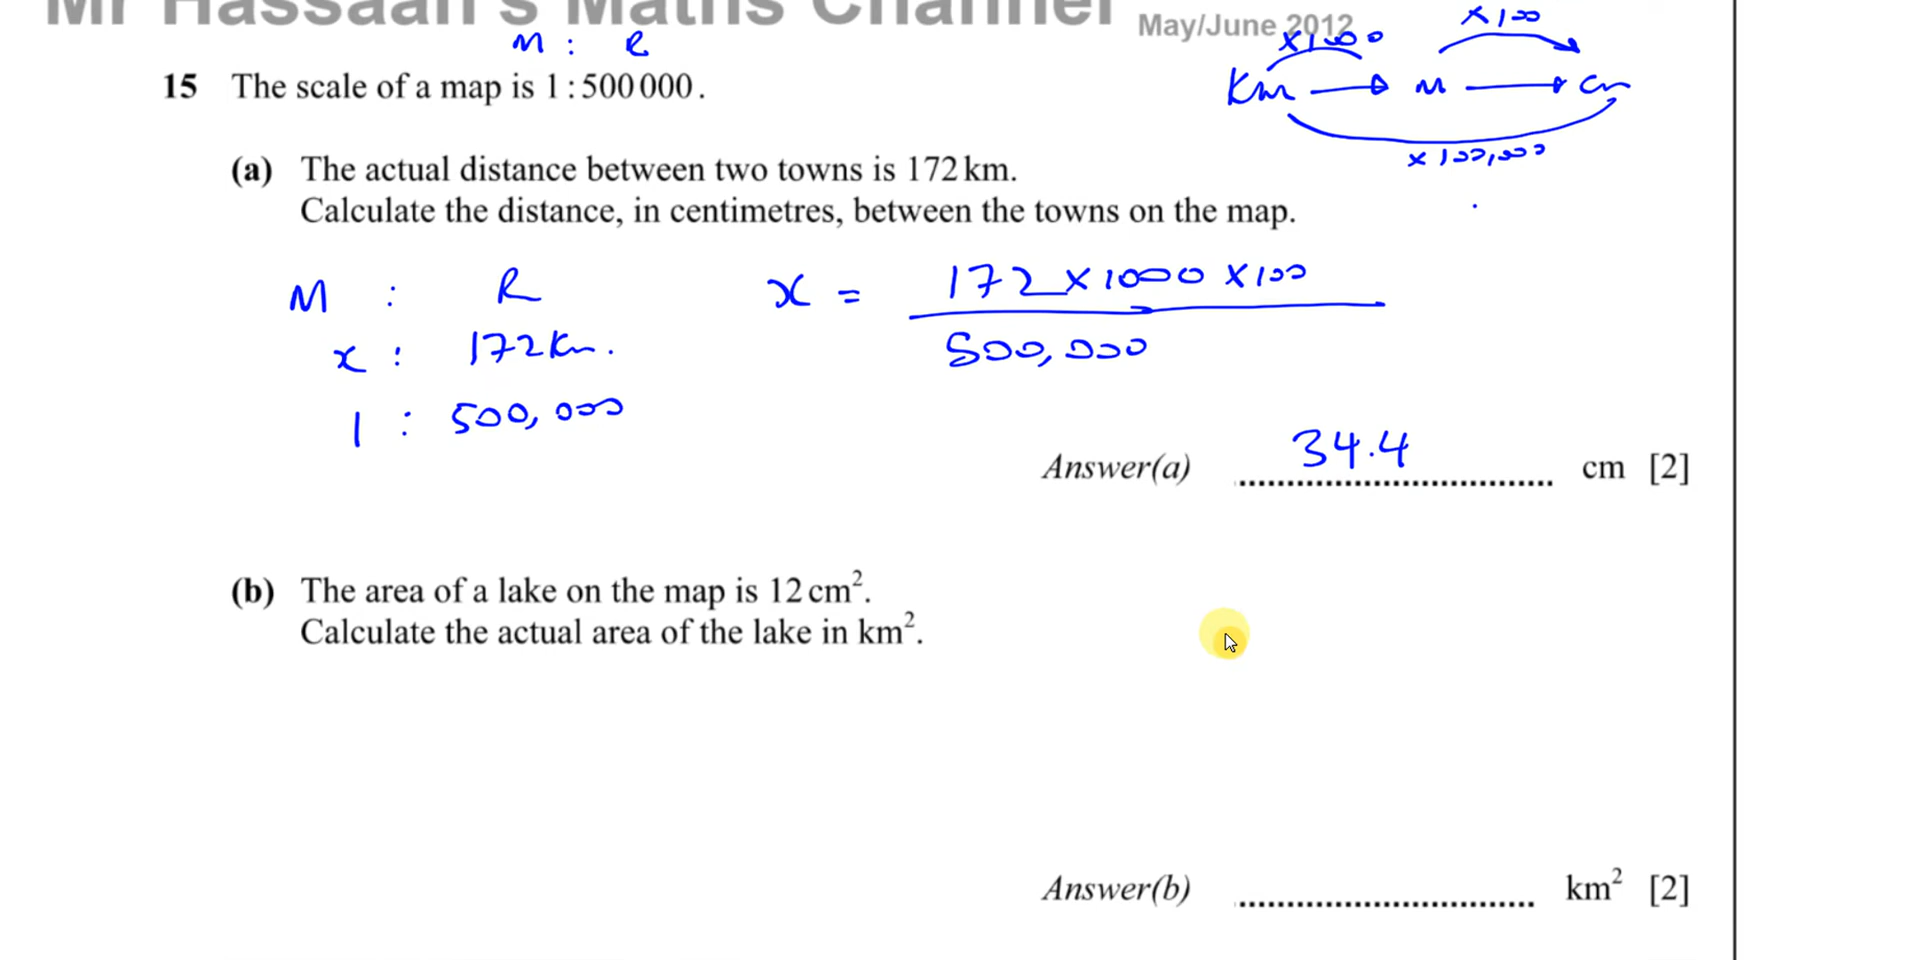 Mr Hassaan's Maths Channel May/June 2012
M : R
×1000
×100
15 The scale of a map is 1 : 500 000.
Km → M → Cm
×100,000
(a) The actual distance between two towns is 172 km.
Calculate the distance, in centimetres, between the towns on the map.
M : R
x = 172 × 1000 × 100
500,000
x : 172 Km.
1 : 500,000
Answer(a) 34.4 cm [2]
(b) The area of a lake on the map is 12 cm².
Calculate the actual area of the lake in km².
Answer(b) .............................. km² [2]